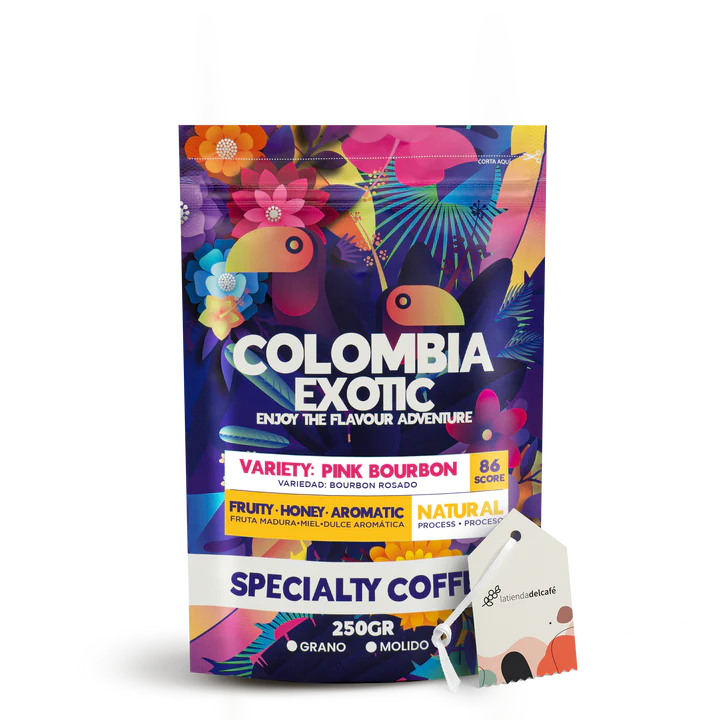 CORTA AQUÍ
COLOMBIA
EXOTIC
ENJOY THE FLAVOUR ADVENTURE
VARIETY: PINK BOURBON
VARIEDAD: BOURBON ROSADO
86
SCORE
FRUITY · HONEY · AROMATIC
FRUTA MADURA•MIEL•DULCE AROMÁTICA
NATURAL
PROCESS • PROCESO
SPECIALTY COFF
250GR
GRANO
MOLIDO
latiendadelcafé